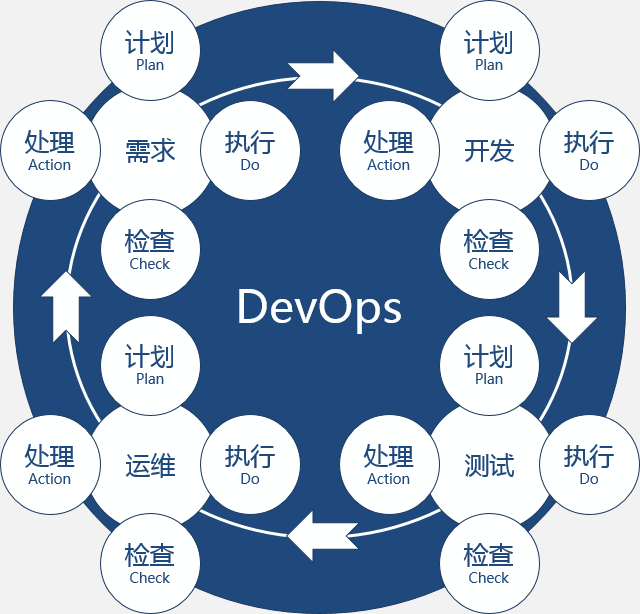 计划
Plan
处理
Action
需求
执行
Do
检查
Check
计划
Plan
处理
Action
开发
执行
Do
检查
Check
DevOps
计划
Plan
处理
Action
运维
执行
Do
检查
Check
计划
Plan
处理
Action
测试
执行
Do
检查
Check